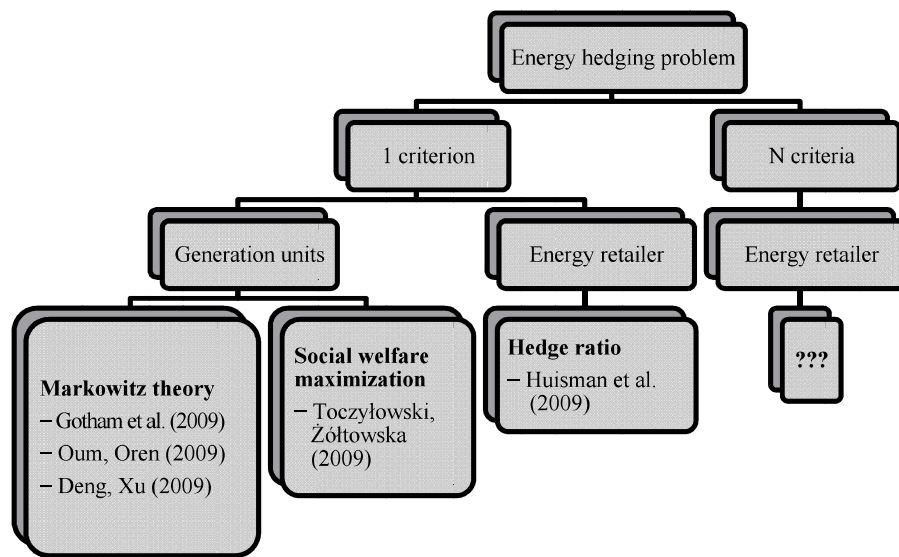 Energy hedging problem
1 criterion
N criteria
Generation units
Energy retailer
Energy retailer
Markowitz theory
– Gotham et al. (2009)
– Oum, Oren (2009)
– Deng, Xu (2009)
Social welfare
maximization
– Toczyłowski,
Żółtowska
(2009)
Hedge ratio
– Huisman et al.
(2009)
???